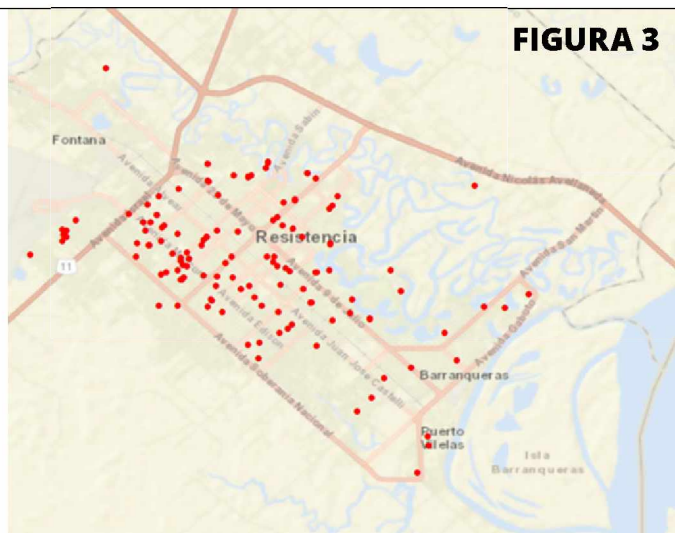 FIGURA 3
Fontana
Avenida Sabin
Avenida 25 de Mayo
Avenida Nicolás Avellaneda
Avenida San Martín
Resistencia
11
Avenida 9 de Julio
Avenida Edison
Avenida Juan José Castelli
Avenida Gaboto
Avenida Soberanía Nacional
Barranqueras
Puerto
Vilelas
Isla
Barranqueras